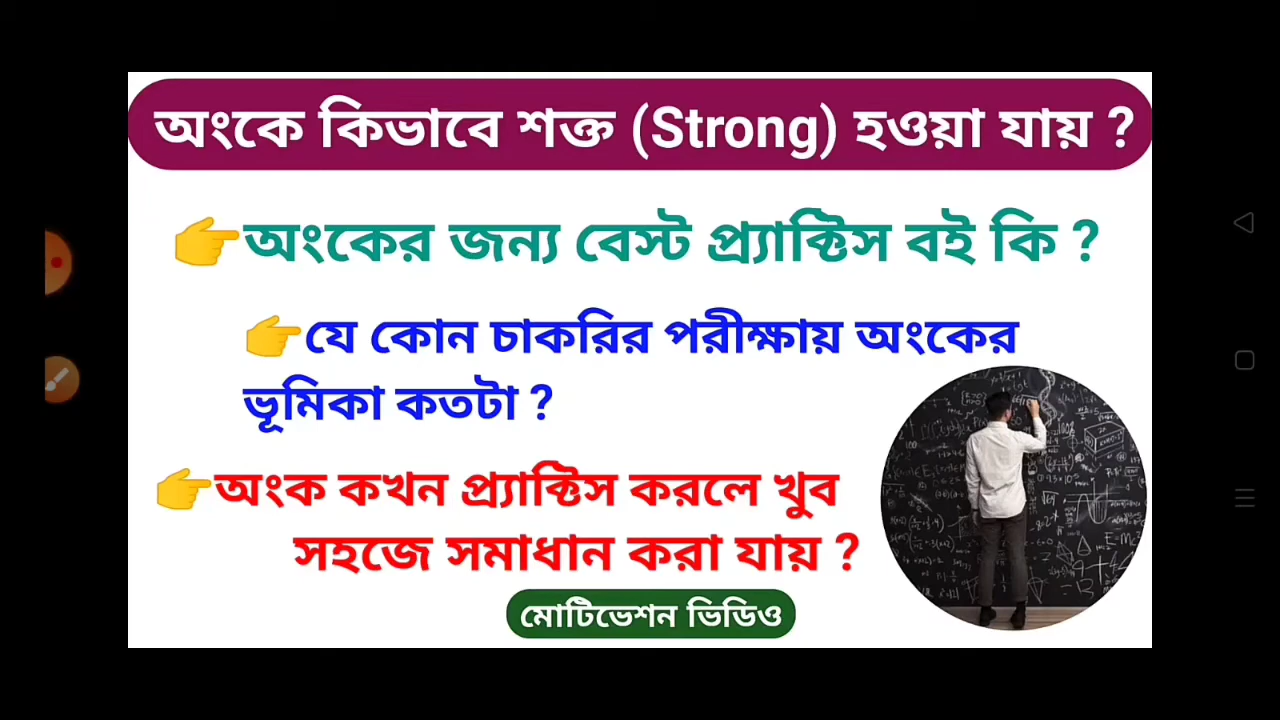 অংকে কিভাবে শক্ত (Strong) হওয়া যায় ?
👉অংকের জন্য বেস্ট প্র্যাক্টিস বই কি ?
👉যে কোন চাকরির পরীক্ষায় অংকের
ভূমিকা কতটা ?
👉অংক কখন প্র্যাক্টিস করলে খুব
সহজে সমাধান করা যায় ?
মোটিভেশন ভিডিও